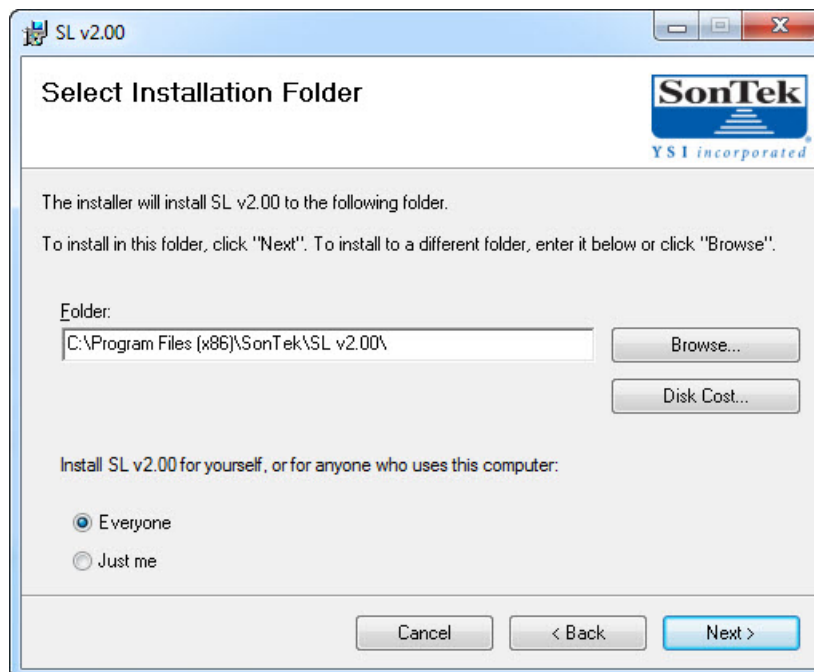 SL v2.00
Select Installation Folder
SonTek
YSI incorporated
The installer will install SL v2.00 to the following folder.
To install in this folder, click "Next". To install to a different folder, enter it below or click "Browse".
Folder:
C:\Program Files (x86)\SonTek\SL v2.00\
Browse...
Disk Cost...
Install SL v2.00 for yourself, or for anyone who uses this computer:
Everyone
Just me
Cancel
< Back
Next >